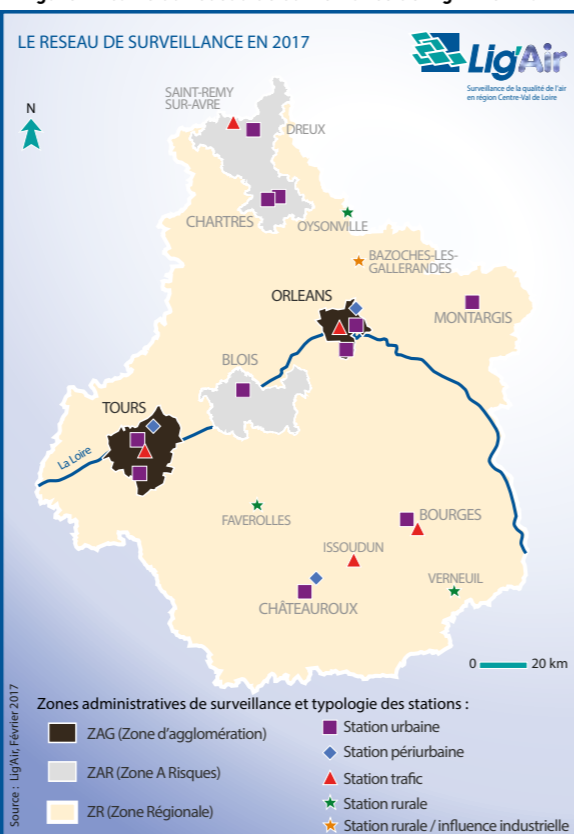 LE RESEAU DE SURVEILLANCE EN 2017
Lig'Air
Surveillance de la qualité de l'air
en région Centre-Val de Loire
N
SAINT-REMY
SUR-AVRE
DREUX
CHARTRES
OYSONVILLE
BAZOCHES-LES-
GALLERANDES
ORLEANS
MONTARGIS
BLOIS
TOURS
La Loire
FAVEROLLES
BOURGES
ISSOUDUN
VERNEUIL
CHÂTEAUROUX
0 20 km
Zones administratives de surveillance et typologie des stations :
ZAG (Zone d'agglomération)
ZAR (Zone A Risques)
ZR (Zone Régionale)
Station urbaine
Station périurbaine
Station trafic
Station rurale
Station rurale / influence industrielle
Source : Lig'Air, Février 2017